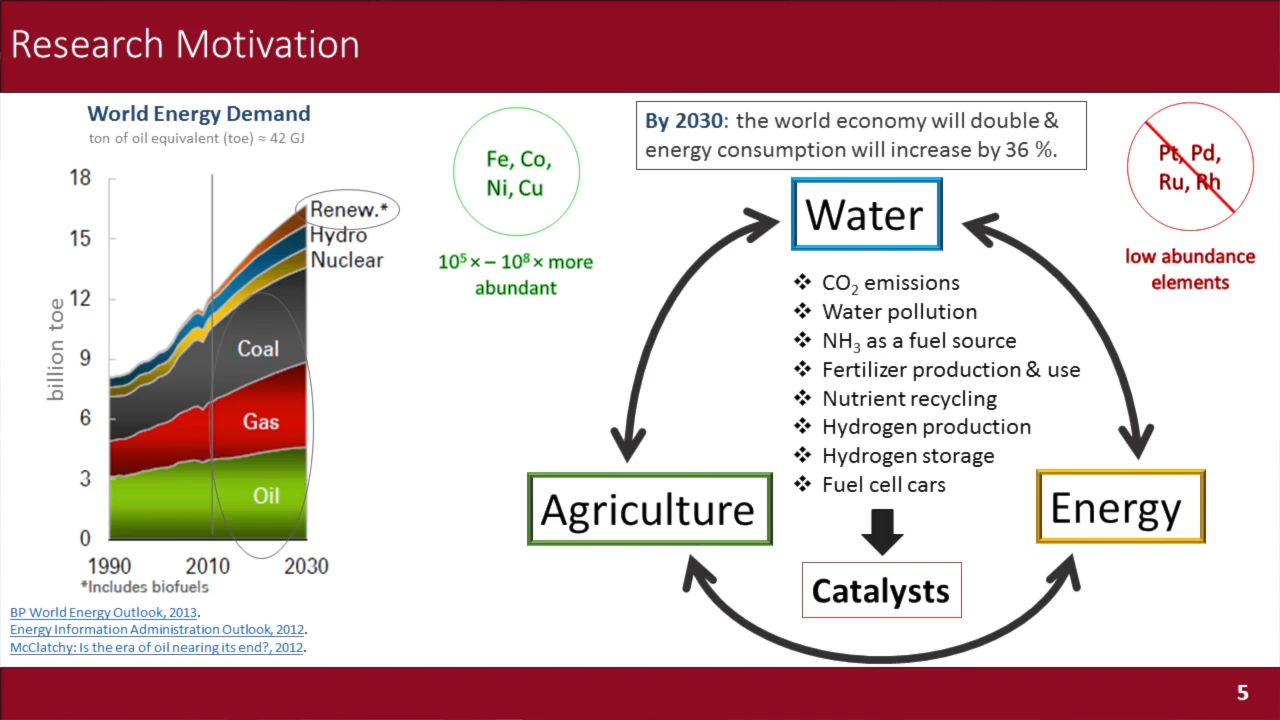 Research Motivation
World Energy Demand
ton of oil equivalent (toe) ≈ 42 GJ
18
15
12
9
6
3
0
billion toe
Renew.*
Hydro
Nuclear
Coal
Gas
Oil
1990 2010 2030
*Includes biofuels
BP World Energy Outlook, 2013.
Energy Information Administration Outlook, 2012.
McClatchy: Is the era of oil nearing its end?, 2012.
Fe, Co,
Ni, Cu
10⁵ × – 10⁸ × more
abundant
By 2030: the world economy will double &
energy consumption will increase by 36 %.
Pt, Pd,
Ru, Rh
low abundance
elements
Water
❖ CO₂ emissions
❖ Water pollution
❖ NH₃ as a fuel source
❖ Fertilizer production & use
❖ Nutrient recycling
❖ Hydrogen production
❖ Hydrogen storage
❖ Fuel cell cars
Agriculture
Energy
Catalysts
5